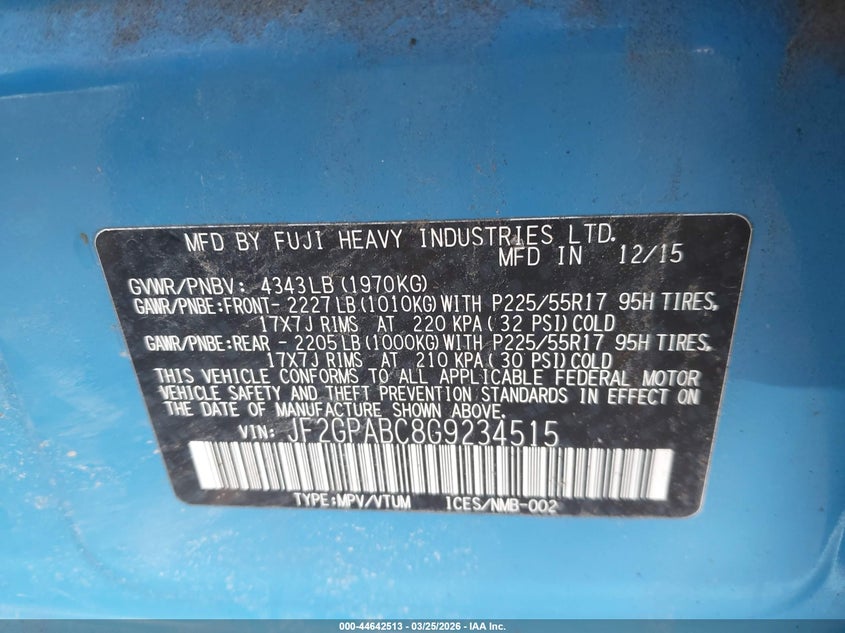 MFD BY FUJI HEAVY INDUSTRIES LTD.
MFD IN 12/15
GVWR/PNBV: 4343LB(1970KG)
GAWR/PNBE:FRONT- 2227LB(1010KG)WITH P225/55R17 95H TIRES,
17X7J RIMS AT 220 KPA( 32 PSI)COLD
GAWR/PNBE:REAR - 2205LB(1000KG)WITH P225/55R17 95H TIRES,
17X7J RIMS AT 210 KPA( 30 PSI)COLD
THIS VEHICLE CONFORMS TO ALL APPLICABLE FEDERAL MOTOR
VEHICLE SAFETY AND THEFT PREVENTION STANDARDS IN EFFECT ON
THE DATE OF MANUFACTURE SHOWN ABOVE.
VIN: JF2GPABC8G9234515
TYPE:MPV/VTUM ICES/NMB-002
000-44642513 - 03/25/2026 - IAA Inc.